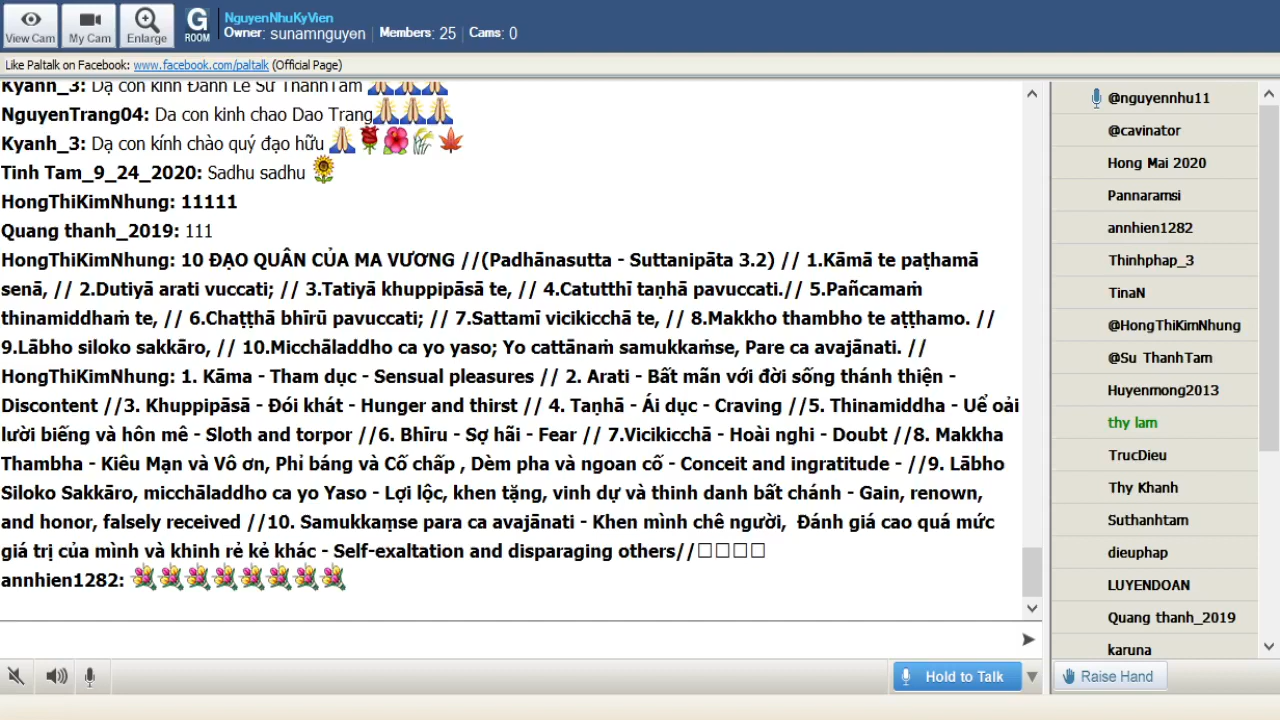 View Cam
My Cam
Enlarge
G
ROOM
NguyenNhuKyVien
Owner: sunamnguyen | Members: 25 | Cams: 0
Like Paltalk on Facebook: www.facebook.com/paltalk (Official Page)
Kyanh_3: Dạ con kính Đảnh Lễ Sư ThanhTam 🙏🙏🙏
NguyenTrang04: Da con kinh chao Dao Trang🙏🙏🙏
Kyanh_3: Dạ con kính chào quý đạo hữu 🙏🌹🌺🌾🍁
Tinh Tam_9_24_2020: Sadhu sadhu 🌻
HongThiKimNhung: 11111
Quang thanh_2019: 111
HongThiKimNhung: 10 ĐẠO QUÂN CỦA MA VƯƠNG //(Padhānasutta - Suttanipāta 3.2) // 1.Kāmā te paṭhamā
senā, // 2.Dutiyā arati vuccati; // 3.Tatiyā khuppipāsā te, // 4.Catutthī taṇhā pavuccati.// 5.Pañcamaṁ
thinamiddhaṁ te, // 6.Chaṭṭhā bhīrū pavuccati; // 7.Sattamī vicikicchā te, // 8.Makkho thambho te aṭṭhamo. //
9.Lābho siloko sakkāro, // 10.Micchāladdho ca yo yaso; Yo cattānaṁ samukkaṁse, Pare ca avajānati. //
HongThiKimNhung: 1. Kāma - Tham dục - Sensual pleasures // 2. Arati - Bất mãn với đời sống thánh thiện -
Discontent //3. Khuppipāsā - Đói khát - Hunger and thirst // 4. Taṇhā - Ái dục - Craving //5. Thinamiddha - Uể oải
lười biếng và hôn mê - Sloth and torpor //6. Bhiru - Sợ hãi - Fear // 7.Vicikicchā - Hoài nghi - Doubt //8. Makkha
Thambha - Kiêu Mạn và Vô ơn, Phỉ báng và Cố chấp , Dèm pha và ngoan cố - Conceit and ingratitude - //9. Lābho
Siloko Sakkāro, micchāladdho ca yo Yaso - Lợi lộc, khen tặng, vinh dự và thinh danh bất chánh - Gain, renown,
and honor, falsely received //10. Samukkaṃse para ca avajānati - Khen mình chê người,  Đánh giá cao quá mức
giá trị của mình và khinh rẻ kẻ khác - Self-exaltation and disparaging others//□□□□
annhien1282: 💐💐💐💐💐💐💐💐
@nguyennhu11
@cavinator
Hong Mai 2020
Pannaramsi
annhien1282
Thinhphap_3
TinaN
@HongThiKimNhung
@Su ThanhTam
Huyenmong2013
thy lam
TrucDieu
Thy Khanh
Suthanhtam
dieuphap
LUYENDOAN
Quang thanh_2019
karuna
Hold to Talk
Raise Hand